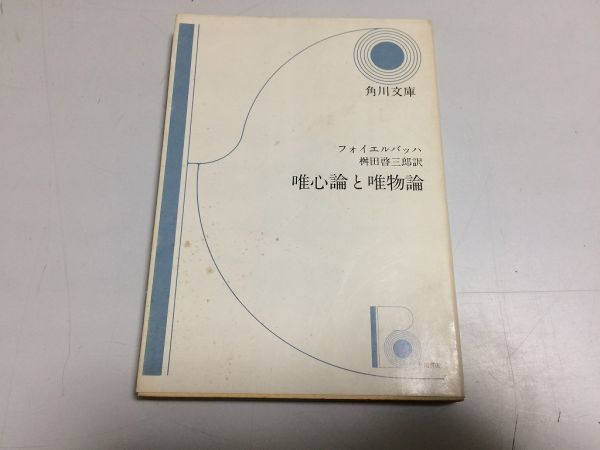 角川文庫
フォイエルバッハ
桝田啓三郎訳
唯心論と唯物論